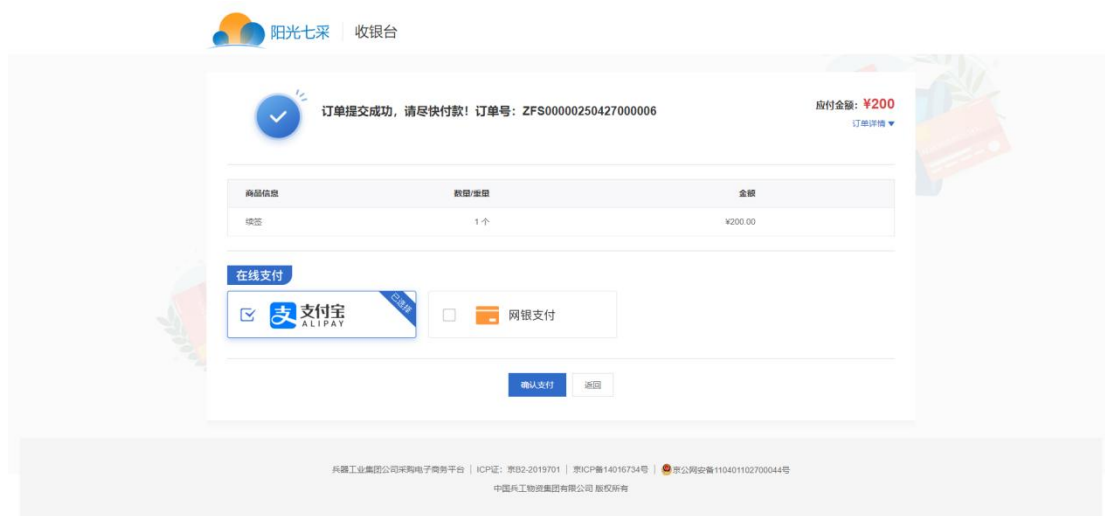 阳光七采 收银台
订单提交成功，请尽快付款！订单号：ZFS00000250427000006
应付金额：¥200
订单详情▼
商品信息 数量/重量 金额
续签 1 个 ¥200.00
在线支付
支付宝
ALIPAY
已选择
网银支付
确认支付 返回
兵器工业集团公司采购电子商务平台 | ICP证：京B2-2019701 | 京ICP备14016734号 | 京公网安备110401102700044号
中国兵工物资集团有限公司 版权所有